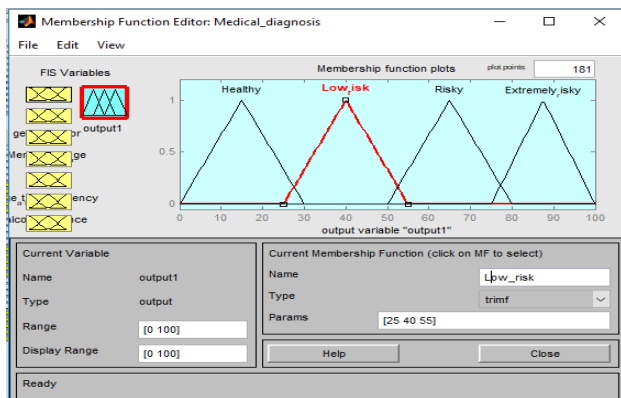 Membership Function Editor: Medical_diagnosis
File Edit View
FIS Variables
Membership function plots
plot points:
181
output1
Healthy
Low_risk
Risky
Extremely_risky
1
0.5
0
0 10 20 30 40 50 60 70 80 90 100
output variable "output1"
Current Variable
Name output1
Type output
Range [0 100]
Display Range [0 100]
Current Membership Function (click on MF to select)
Name Low_risk
Type trimf
Params [25 40 55]
Help
Close
Ready